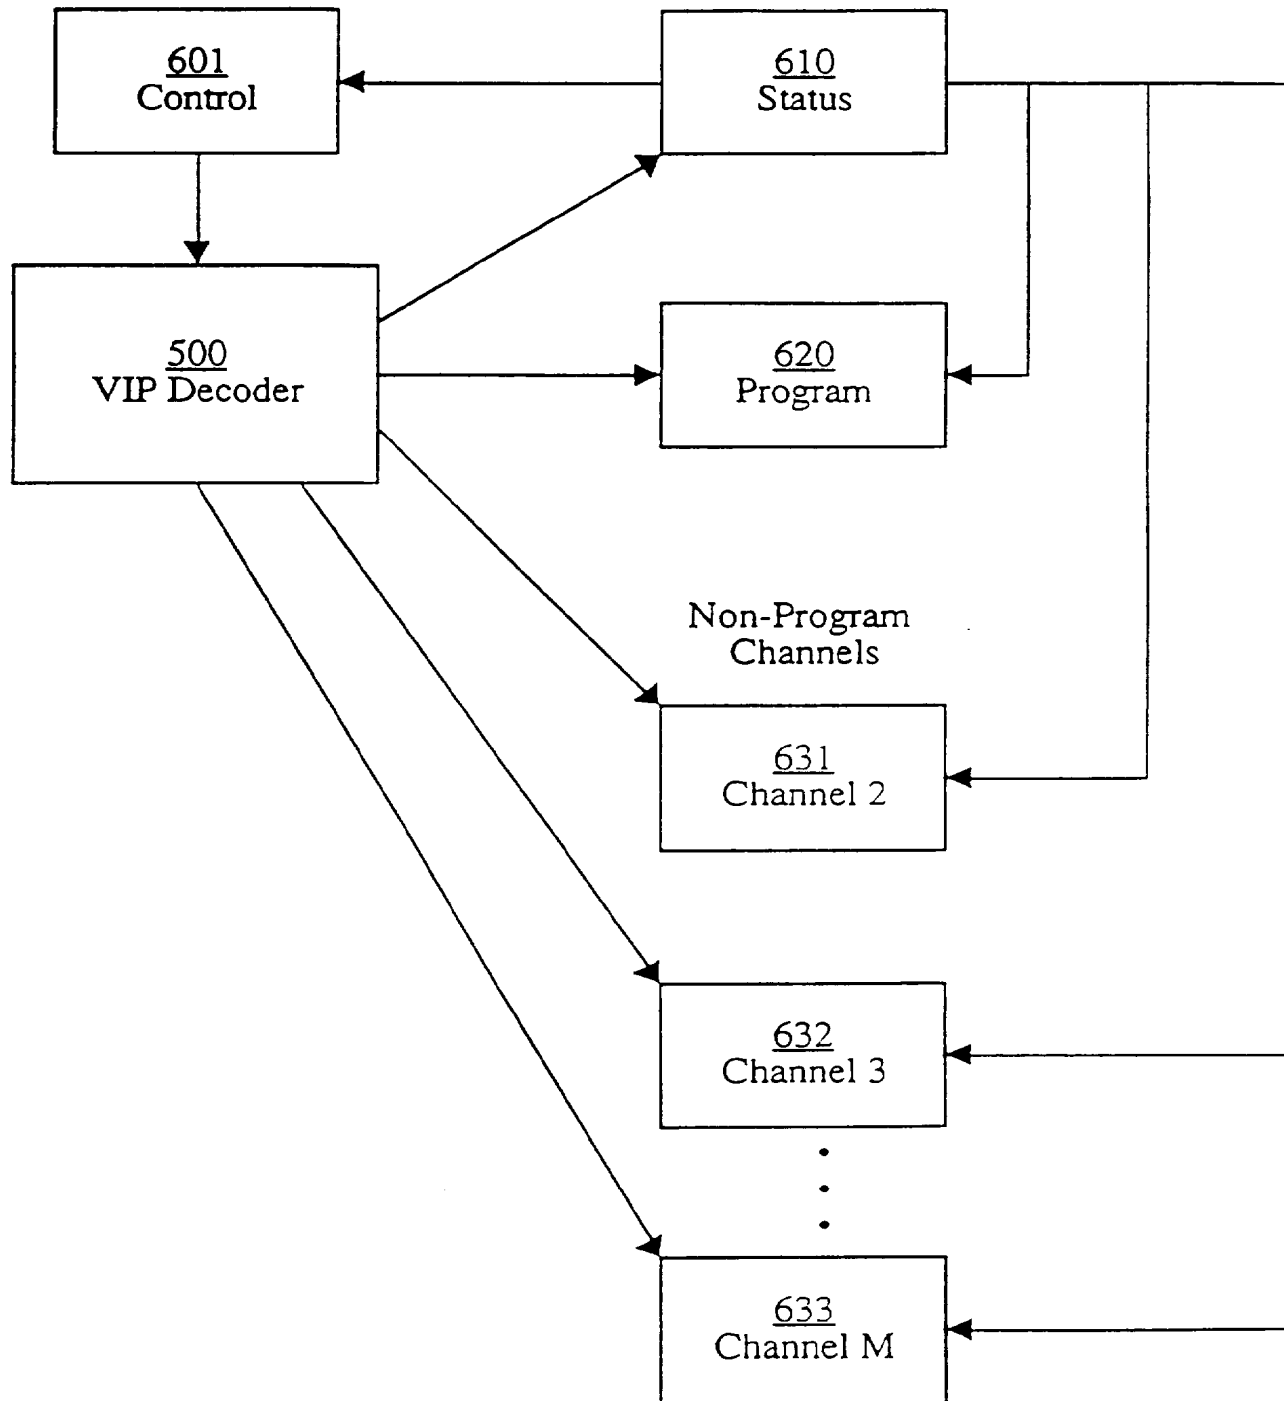 601
Control
610
Status
500
VIP Decoder
620
Program
Non-Program
Channels
631
Channel 2
632
Channel 3
633
Channel M